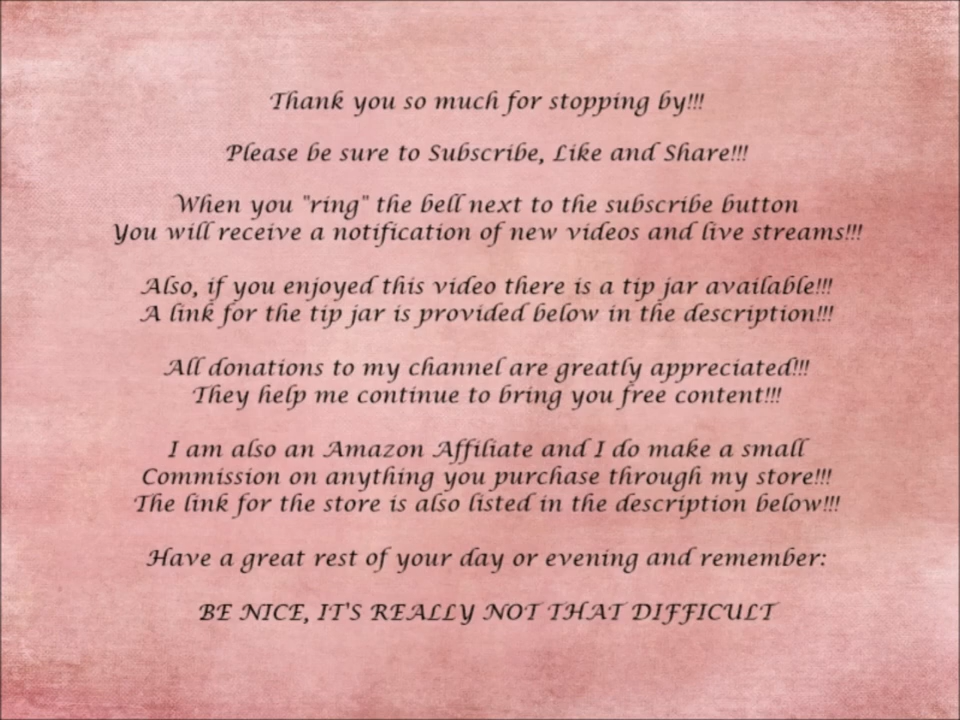 Thank you so much for stopping by!!!
Please be sure to Subscribe, Like and Share!!!
When you "ring" the bell next to the subscribe button
You will receive a notification of new videos and live streams!!!
Also, if you enjoyed this video there is a tip jar available!!!
A link for the tip jar is provided below in the description!!!
All donations to my channel are greatly appreciated!!!
They help me continue to bring you free content!!!
I am also an Amazon Affiliate and I do make a small
Commission on anything you purchase through my store!!!
The link for the store is also listed in the description below!!!
Have a great rest of your day or evening and remember:
BE NICE, IT'S REALLY NOT THAT DIFFICULT